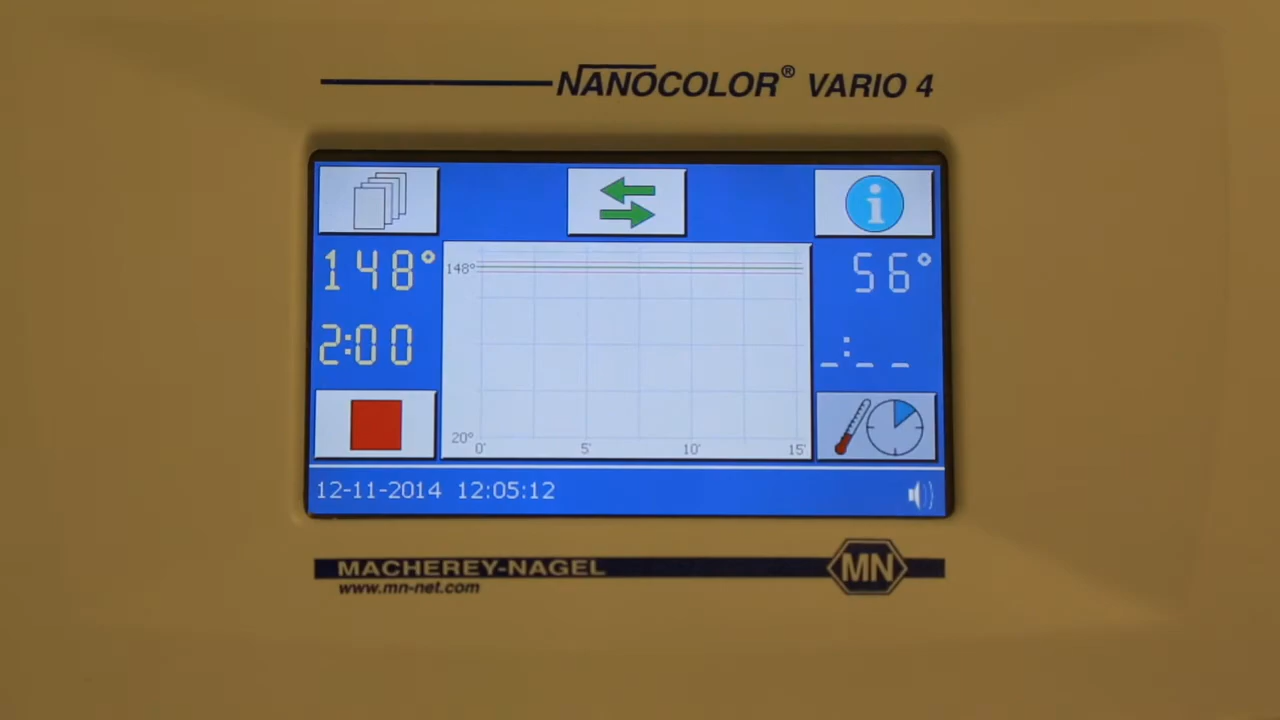 NANOCOLOR® VARIO 4
i
148° 56°
2:00 _:_ _
148°
20°
0' 5' 10' 15'
12-11-2014 12:05:12
MACHEREY-NAGEL
MN
www.mn-net.com